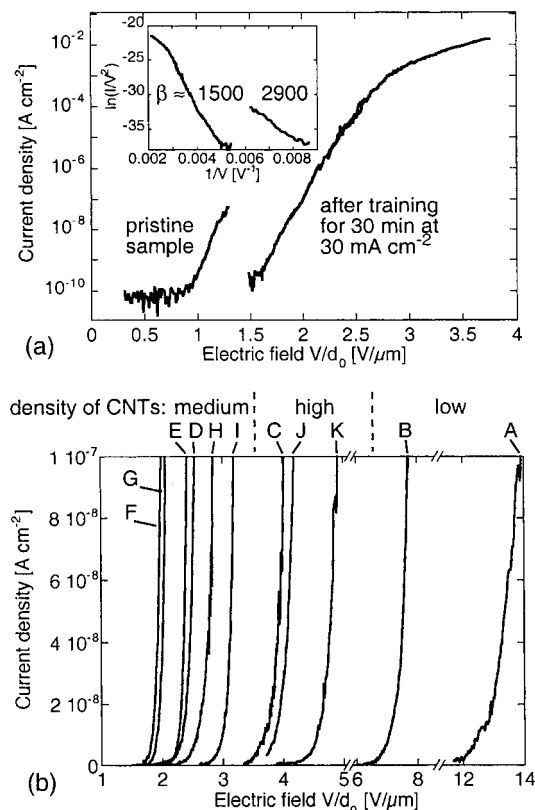 (a)
Current density [A cm-2]
10-2
10-4
10-6
10-8
10-10
ln(I/V2)
-20
-25
-30
-35
β ≈ 1500 2900
0.002 0.004 0.006 0.008
1/V [V-1]
pristine
sample
after training
for 30 min at
30 mA cm-2
0 0.5 1 1.5 2 2.5 3 3.5 4
Electric field V/d0 [V/µm]
density of CNTs: medium high low
E D H I C J K B A
G
F
Current density [A cm-2]
1 10-7
8 10-8
6 10-8
4 10-8
2 10-8
0
1 2 3 4 5 6 8 12 14
Electric field V/d0 [V/µm]
(b)